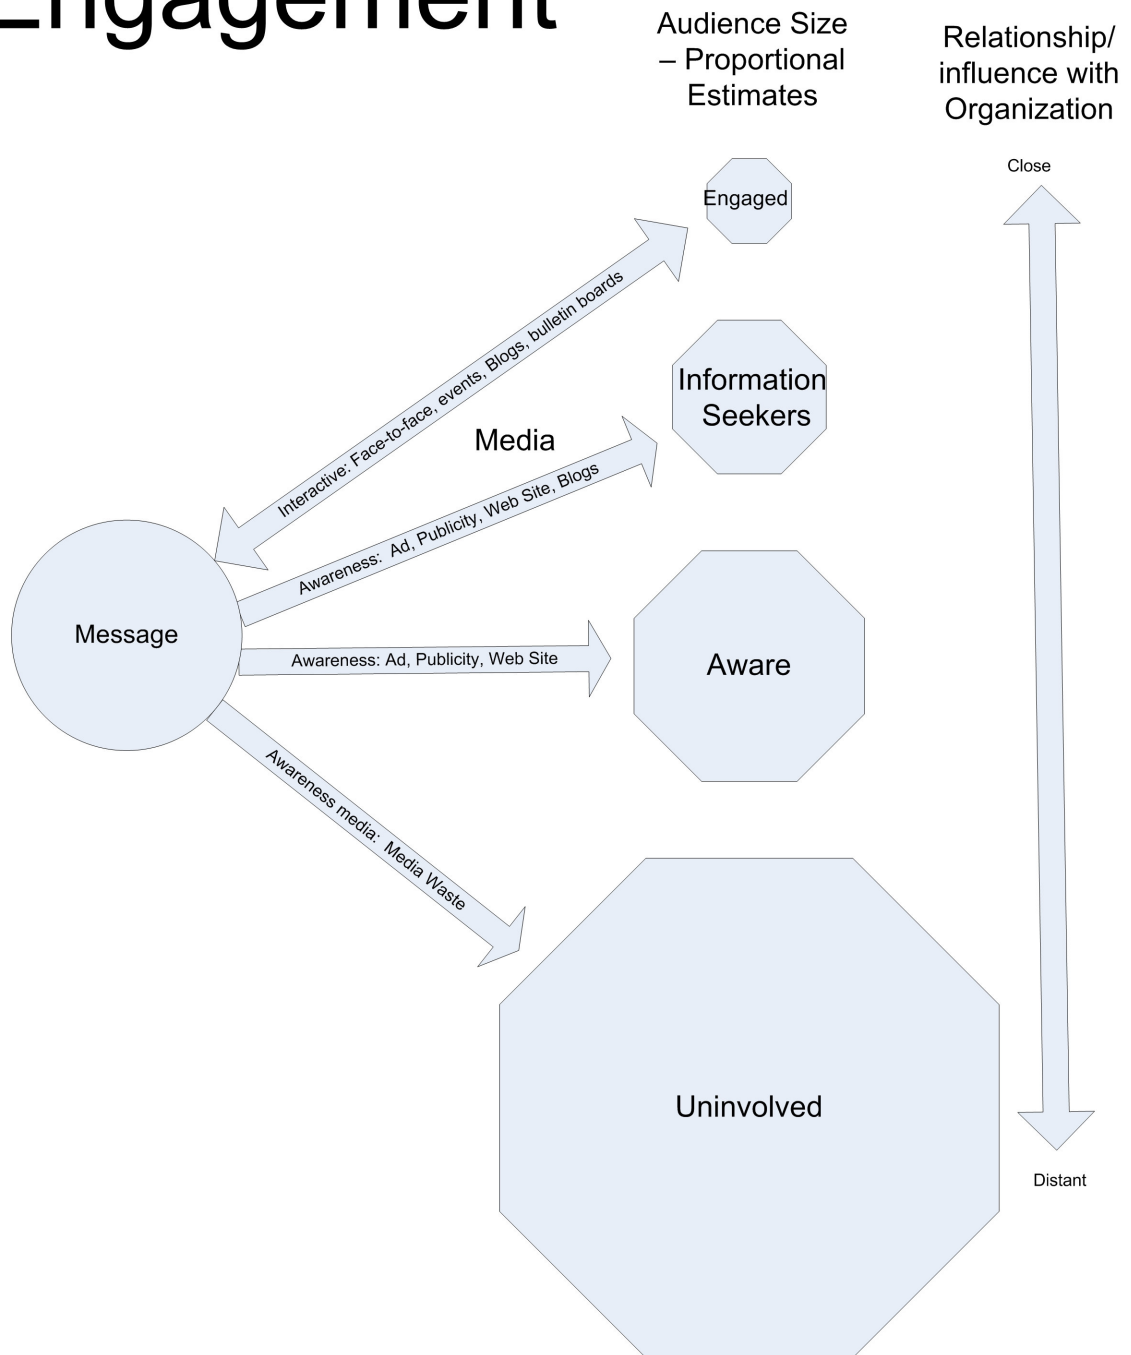 Engagement
Audience Size
– Proportional
Estimates
Relationship/
influence with
Organization
Close
Engaged
Interactive: Face-to-face, events, Blogs, bulletin boards
Information
Seekers
Media
Awareness: Ad, Publicity, Web Site, Blogs
Message
Awareness: Ad, Publicity, Web Site
Aware
Awareness media: Media Waste
Uninvolved
Distant